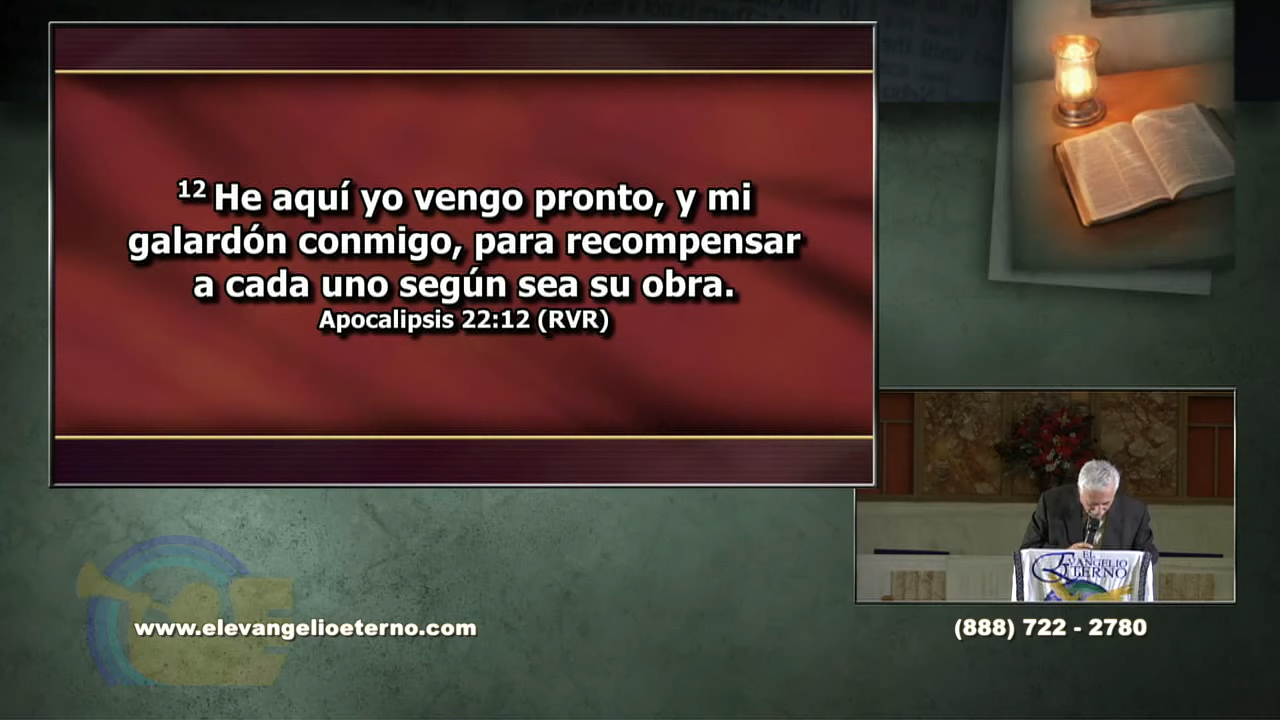 12 He aquí yo vengo pronto, y mi
galardón conmigo, para recompensar
a cada uno según sea su obra.
Apocalipsis 22:12 (RVR)
EL
EVANGELIO
ETERNO
www.elevangelioeterno.com
(888) 722 - 2780